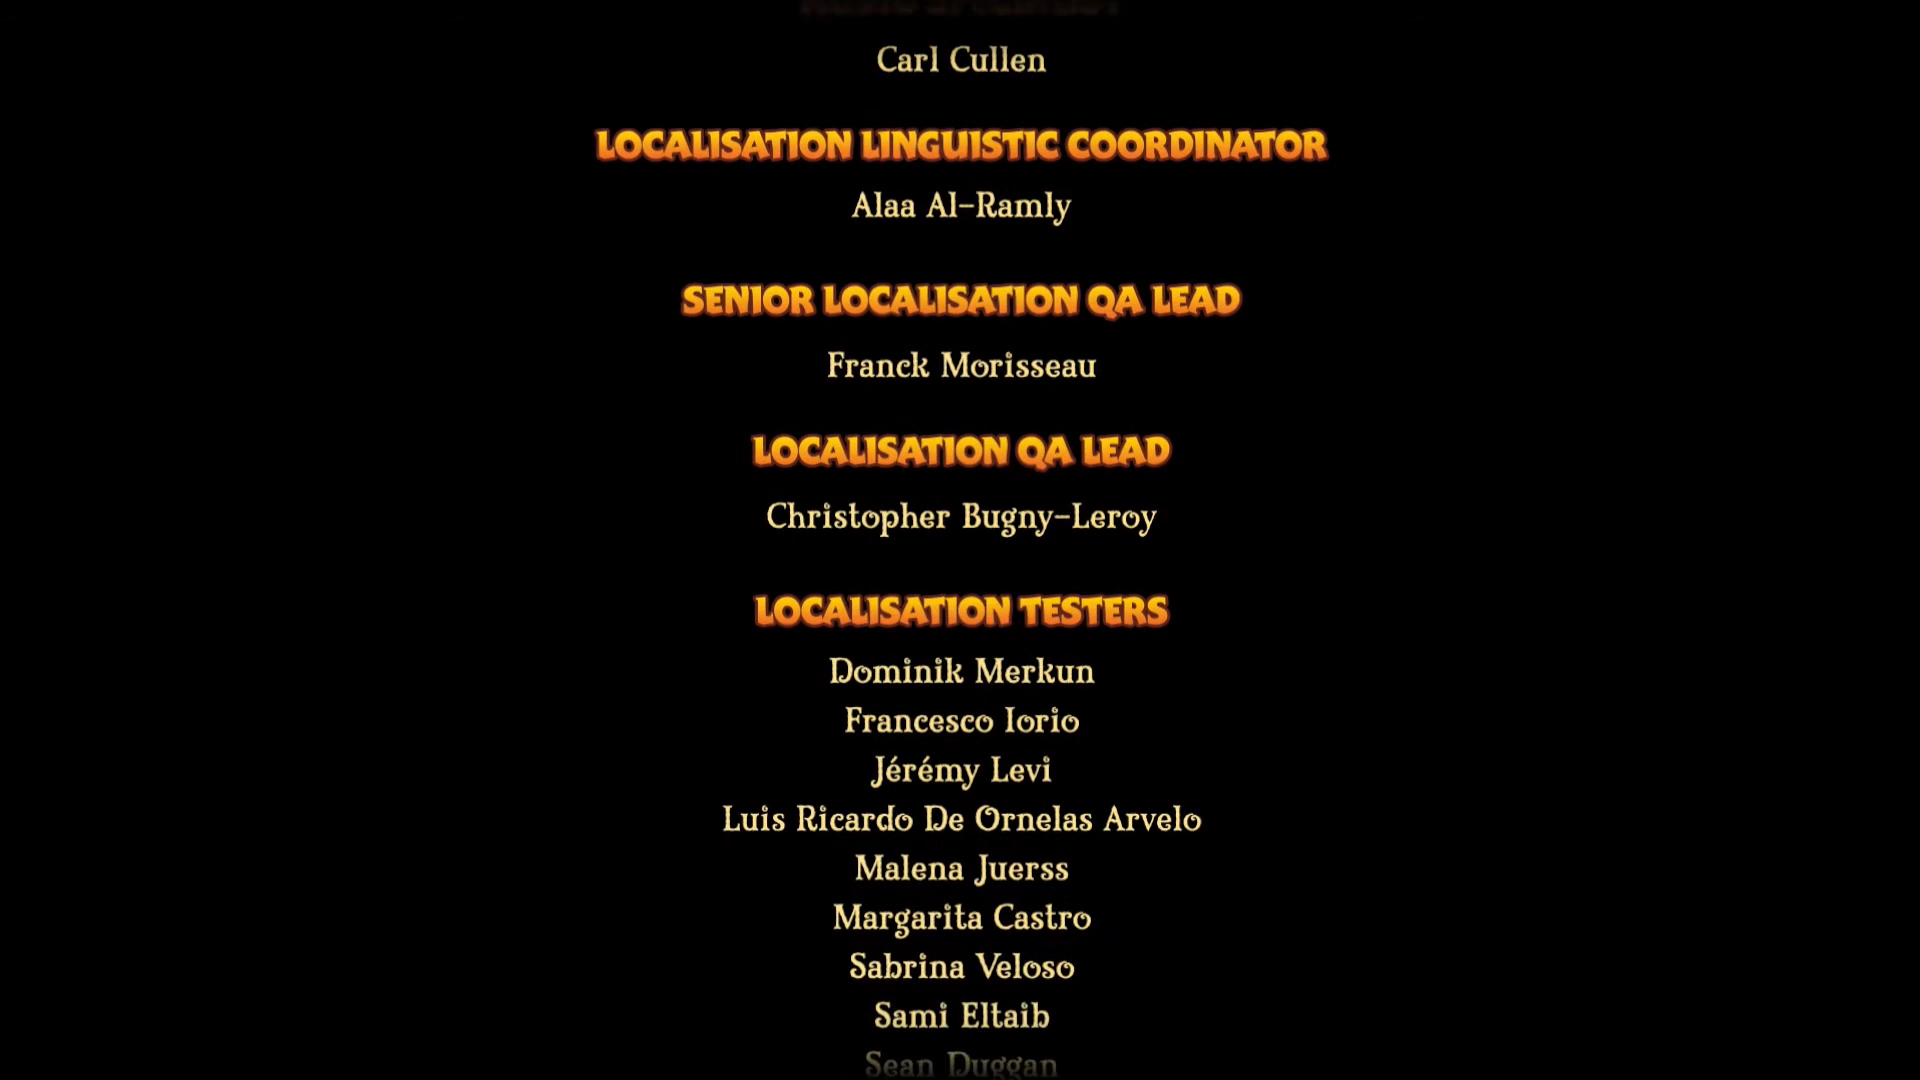 Carl Cullen
LOCALISATION LINGUISTIC COORDINATOR
Alaa Al-Ramly
SENIOR LOCALISATION QA LEAD
Franck Morisseau
LOCALISATION QA LEAD
Christopher Bugny-Leroy
LOCALISATION TESTERS
Dominik Merkun
Francesco Iorio
Jérémy Levi
Luis Ricardo De Ornelas Arvelo
Malena Juerss
Margarita Castro
Sabrina Veloso
Sami Eltaib
Sean Duggan